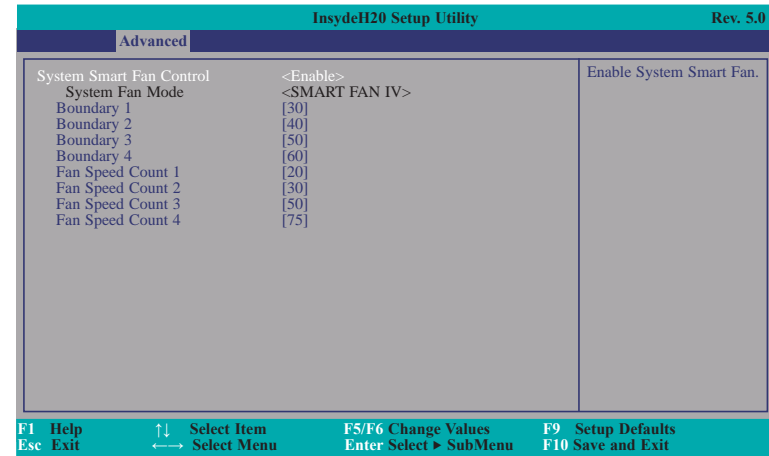 InsydeH20 Setup Utility Rev. 5.0
Advanced
System Smart Fan Control <Enable> Enable System Smart Fan.
System Fan Mode <SMART FAN IV>
Boundary 1 [30]
Boundary 2 [40]
Boundary 3 [50]
Boundary 4 [60]
Fan Speed Count 1 [20]
Fan Speed Count 2 [30]
Fan Speed Count 3 [50]
Fan Speed Count 4 [75]
F1 Help ↑↓ Select Item F5/F6 Change Values F9 Setup Defaults
Esc Exit ←→ Select Menu Enter Select ▶ SubMenu F10 Save and Exit